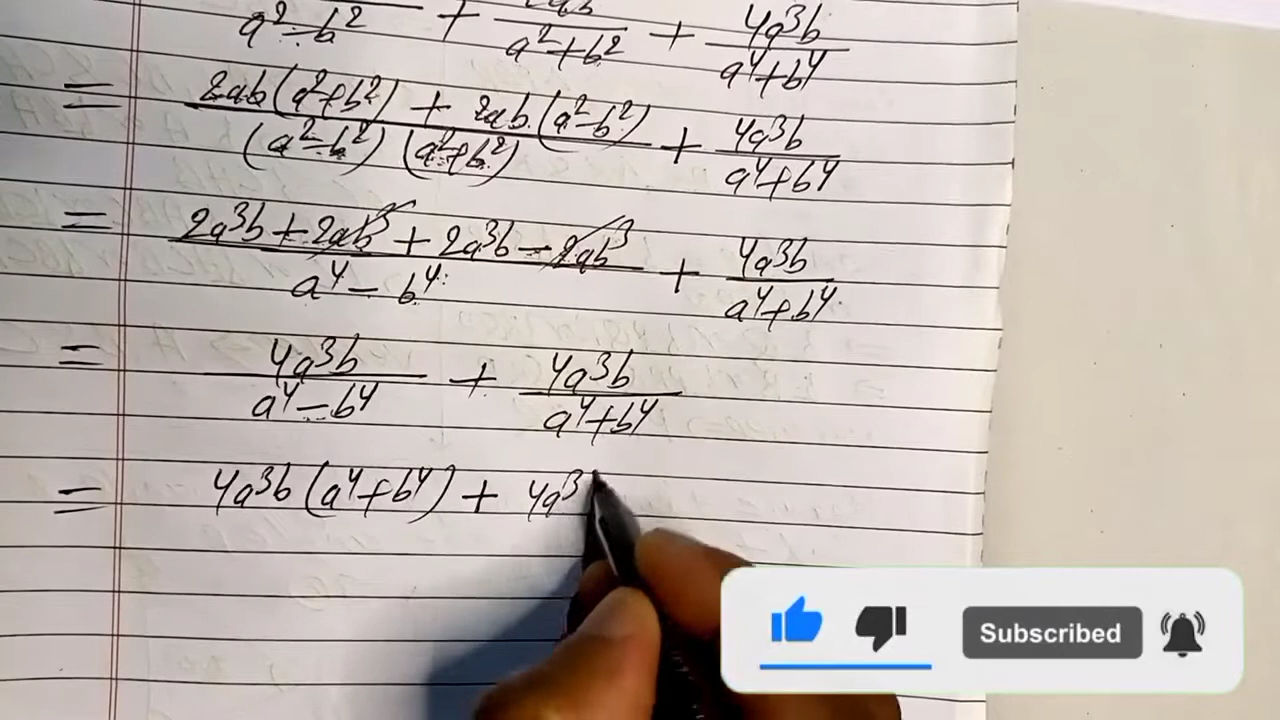 a²-b² + 2ab/(a²+b²) + 4a³b/(a⁴+b⁴)
= (2ab(a²+b²) + 2ab(a²-b²))/((a²-b²)(a²+b²)) + 4a³b/(a⁴+b⁴)
= (2a³b + 2ab³ + 2a³b - 2ab³)/(a⁴ - b⁴) + 4a³b/(a⁴+b⁴)
= 4a³b/(a⁴-b⁴) + 4a³b/(a⁴+b⁴)
= 4a³b(a⁴+b⁴) + 4a³
Subscribed